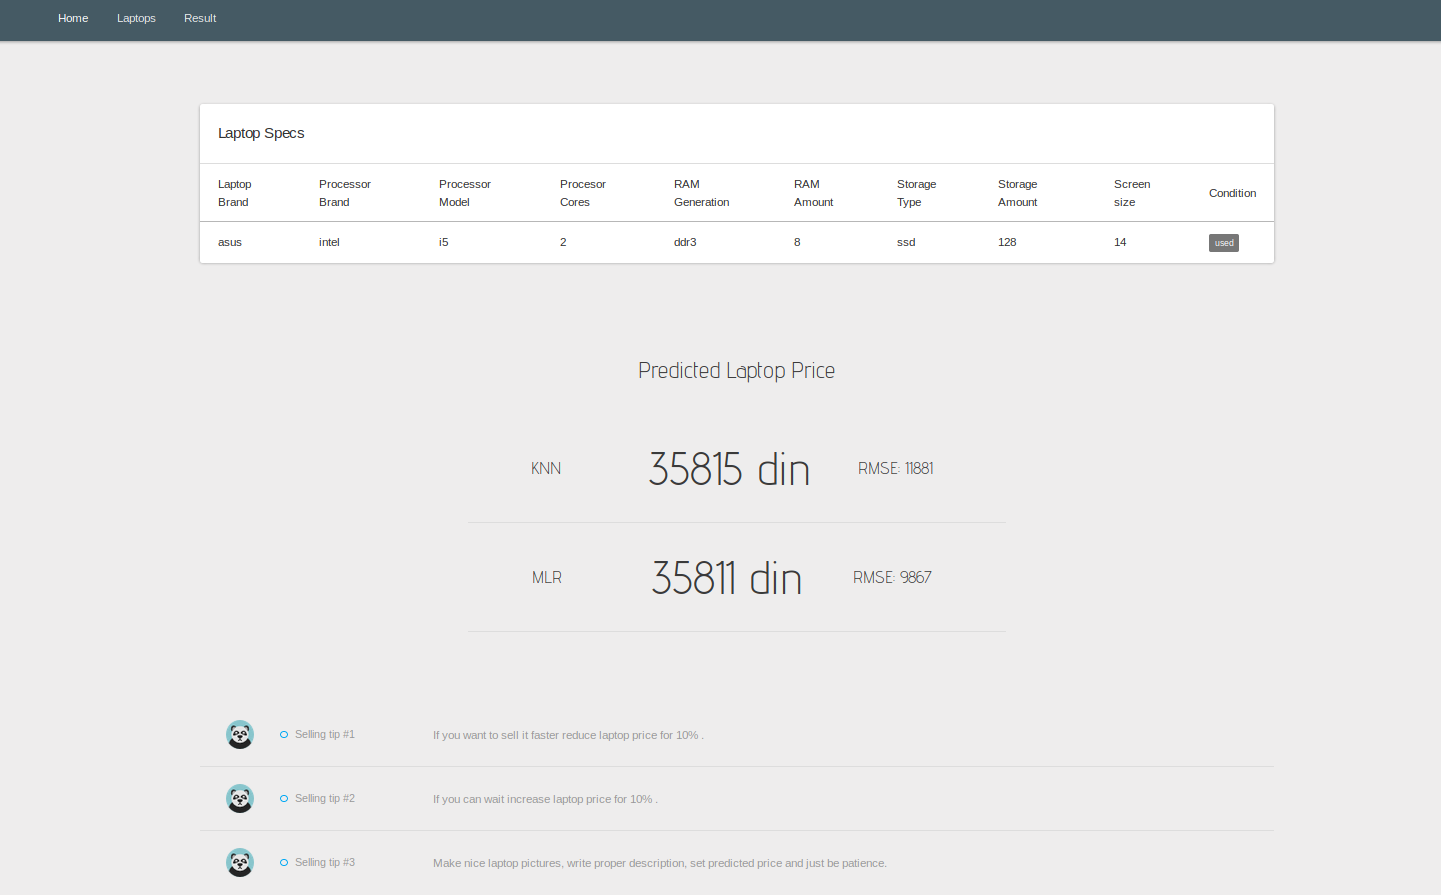 Home Laptops Result
Laptop Specs
Laptop Brand Processor Brand Processor Model Procesor Cores RAM Generation RAM Amount Storage Type Storage Amount Screen size Condition
asus intel i5 2 ddr3 8 ssd 128 14 used
Predicted Laptop Price
KNN 35815 din RMSE: 11881
MLR 35811 din RMSE: 9867
Selling tip #1 If you want to sell it faster reduce laptop price for 10% .
Selling tip #2 If you can wait increase laptop price for 10% .
Selling tip #3 Make nice laptop pictures, write proper description, set predicted price and just be patience.